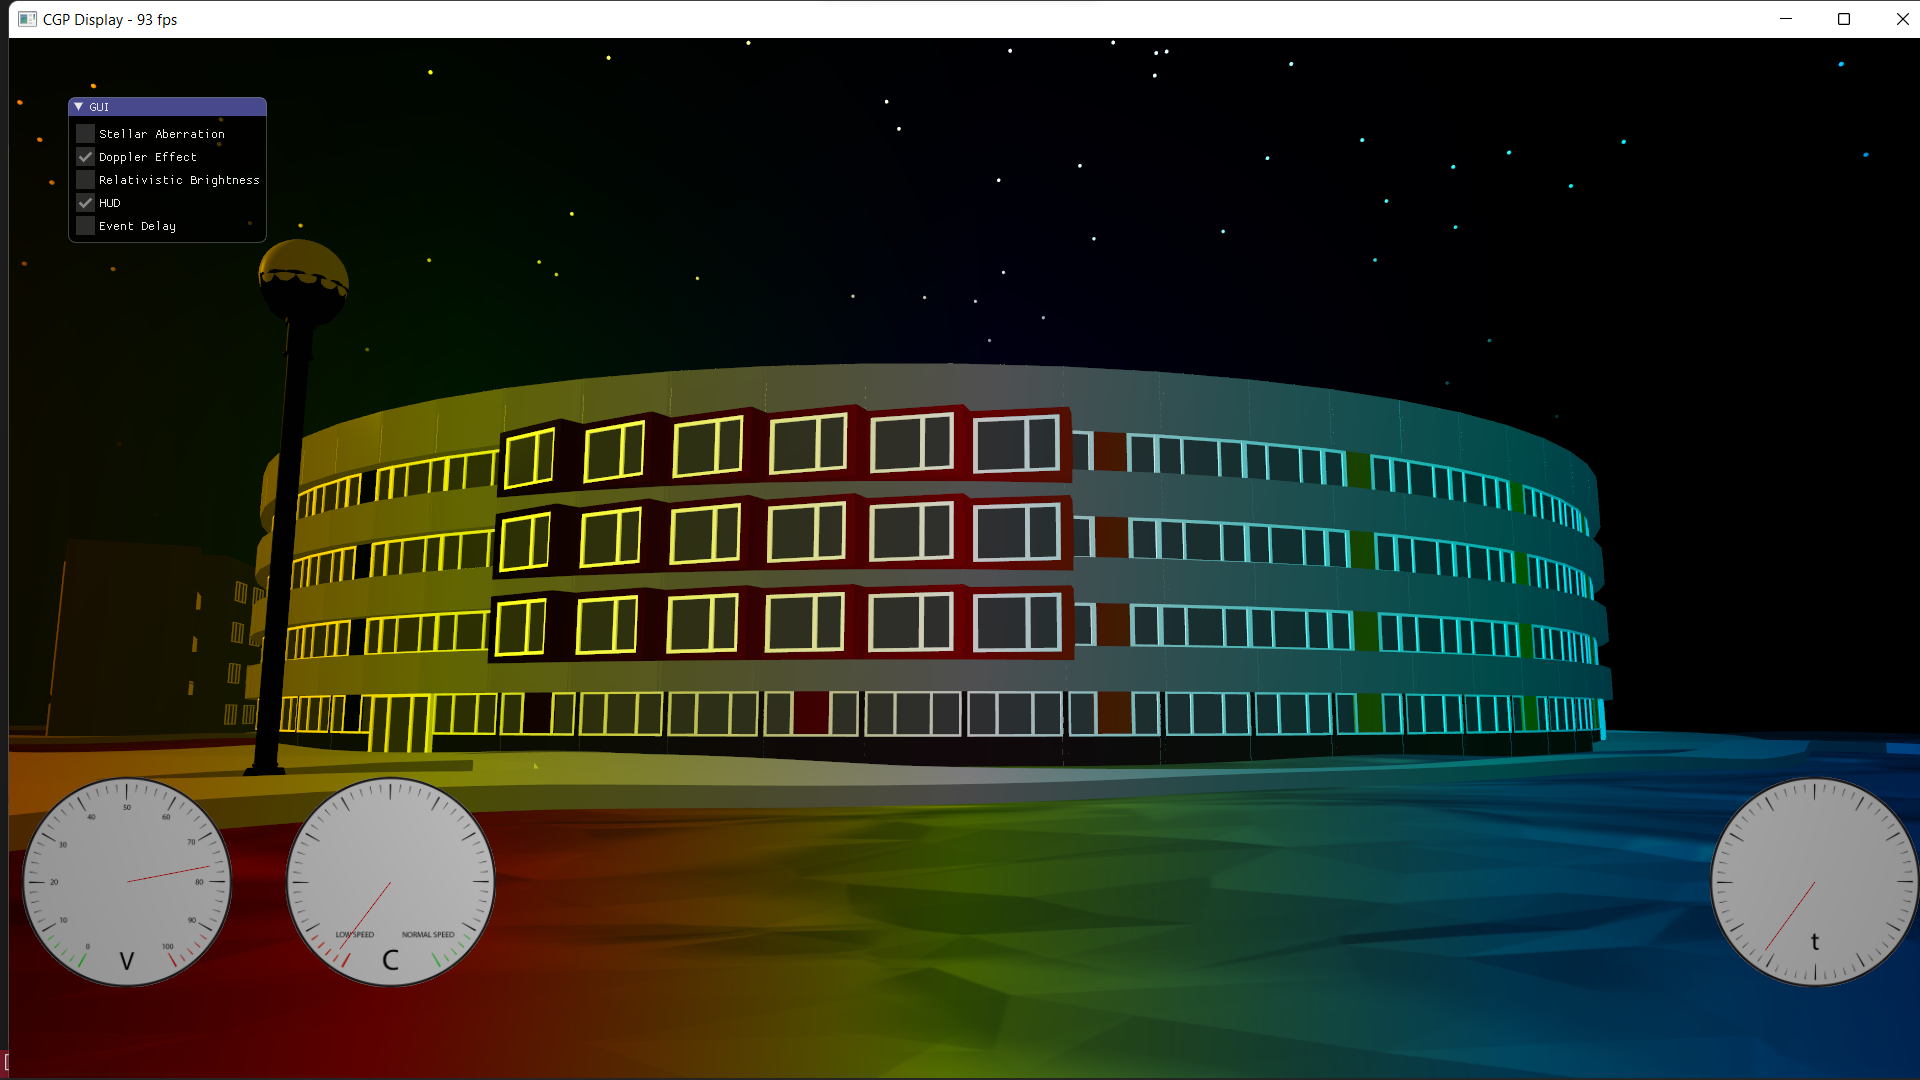 CGP Display - 93 fps
GUI
Stellar Aberration
Doppler Effect
Relativistic Brightness
HUD
Event Delay
50
40 60
30 70
20 80
10 90
0 100
V
LOW SPEED NORMAL SPEED
C
t